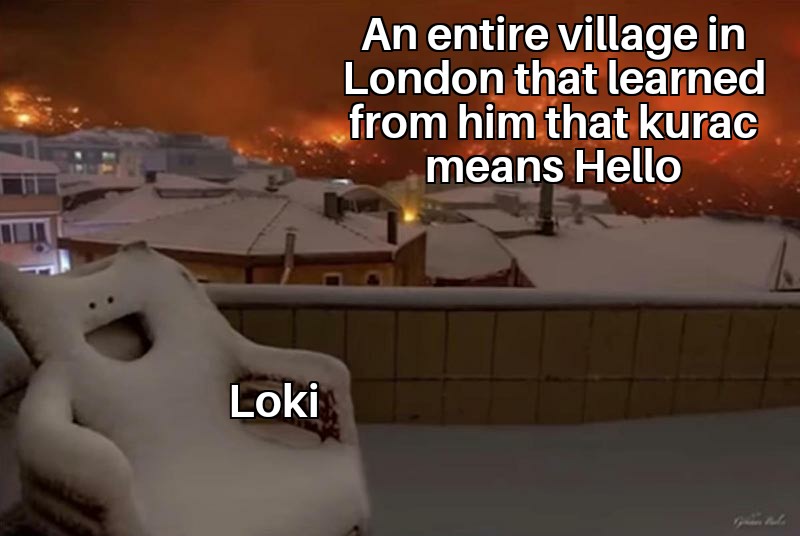 An entire village in
London that learned
from him that kurac
means Hello
Loki